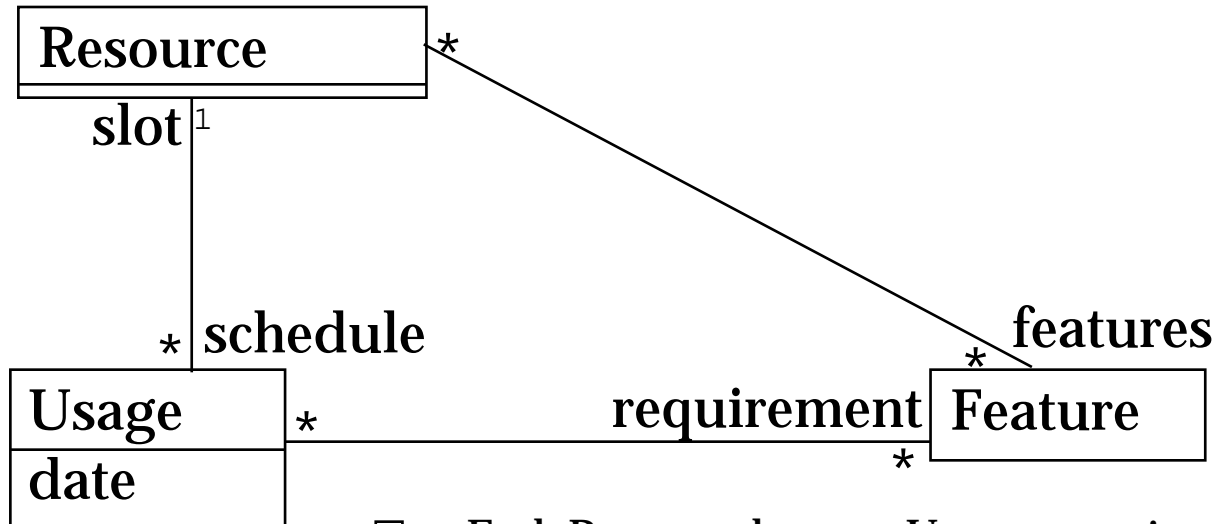 Resource
*
slot
1
*
schedule
features
*
Usage
*
requirement
Feature
*
date